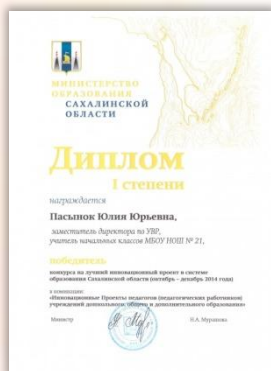 МИНИСТЕРСТВО
ОБРАЗОВАНИЯ
САХАЛИНСКОЙ
ОБЛАСТИ
Диплом
I степени
награждается
Пасынок Юлия Юрьевна,
заместитель директора по УВР,
учитель начальных классов МБОУ НОШ № 21,
победитель
конкурса на лучший инновационный проект в системе
образования Сахалинской области (октябрь – декабрь 2014 года)
в номинации:
«Инновационные Проекты педагогов (педагогических работников)
учреждений дошкольного, общего и дополнительного образования»
Министр
Н.А. Мурашова